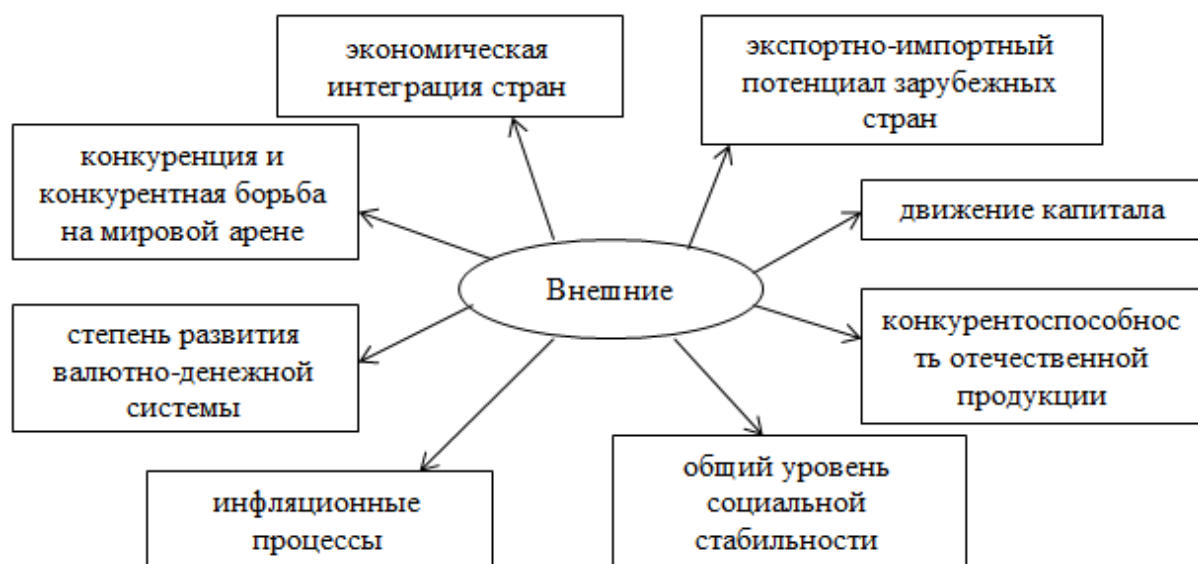 экономическая
интеграция стран
экспортно-импортный
потенциал зарубежных
стран
конкуренция и
конкурентная борьба
на мировой арене
движение капитала
Внешние
степень развития
валютно-денежной
системы
конкурентоспособнос
ть отечественной
продукции
инфляционные
процессы
общий уровень
социальной
стабильности